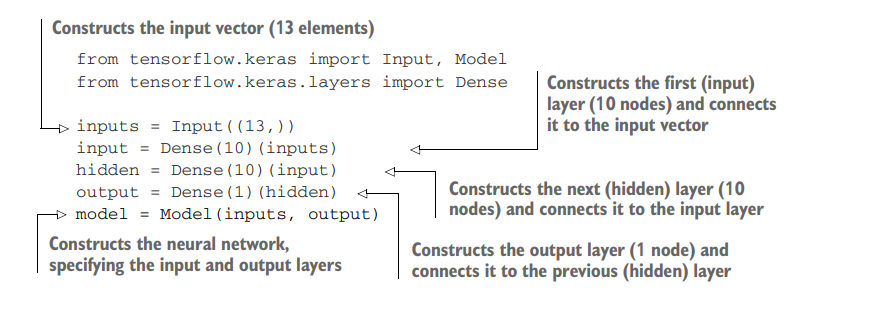 Constructs the input vector (13 elements)
from tensorflow.keras import Input, Model
from tensorflow.keras.layers import Dense
inputs = Input((13,))
input = Dense(10)(inputs)
hidden = Dense(10)(input)
output = Dense(1)(hidden)
model = Model(inputs, output)
Constructs the first (input)
layer (10 nodes) and connects
it to the input vector
Constructs the next (hidden) layer (10
nodes) and connects it to the input layer
Constructs the neural network,
specifying the input and output layers
Constructs the output layer (1 node) and
connects it to the previous (hidden) layer